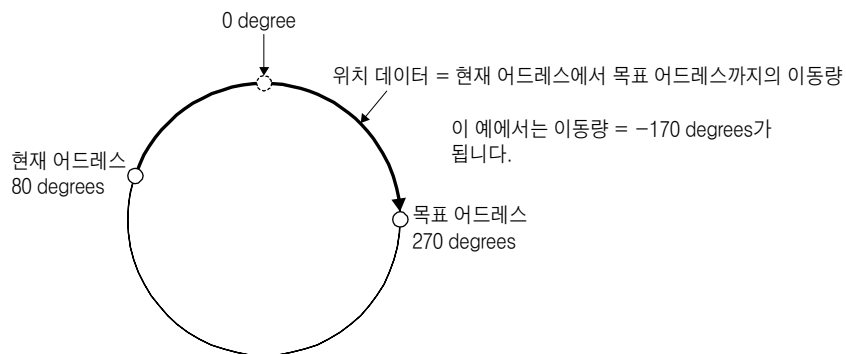 0 degree
위치 데이터 = 현재 어드레스에서 목표 어드레스까지의 이동량
이 예에서는 이동량 = −170 degrees가
됩니다.
현재 어드레스
80 degrees
목표 어드레스
270 degrees